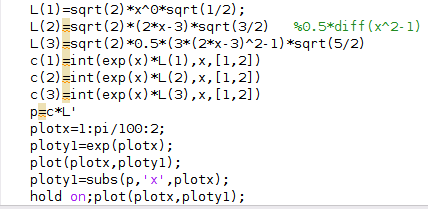 L(1)=sqrt(2)*x^0*sqrt(1/2);
L(2)=sqrt(2)*(2*x-3)*sqrt(3/2)   %0.5*diff(x^2-1)
L(3)=sqrt(2)*0.5*(3*(2*x-3)^2-1)*sqrt(5/2)
c(1)=int(exp(x)*L(1),x,[1,2])
c(2)=int(exp(x)*L(2),x,[1,2])
c(3)=int(exp(x)*L(3),x,[1,2])
p=c*L'
plotx=1:pi/100:2;
ploty1=exp(plotx);
plot(plotx,ploty1);
ploty1=subs(p,'x',plotx);
hold on;plot(plotx,ploty1);